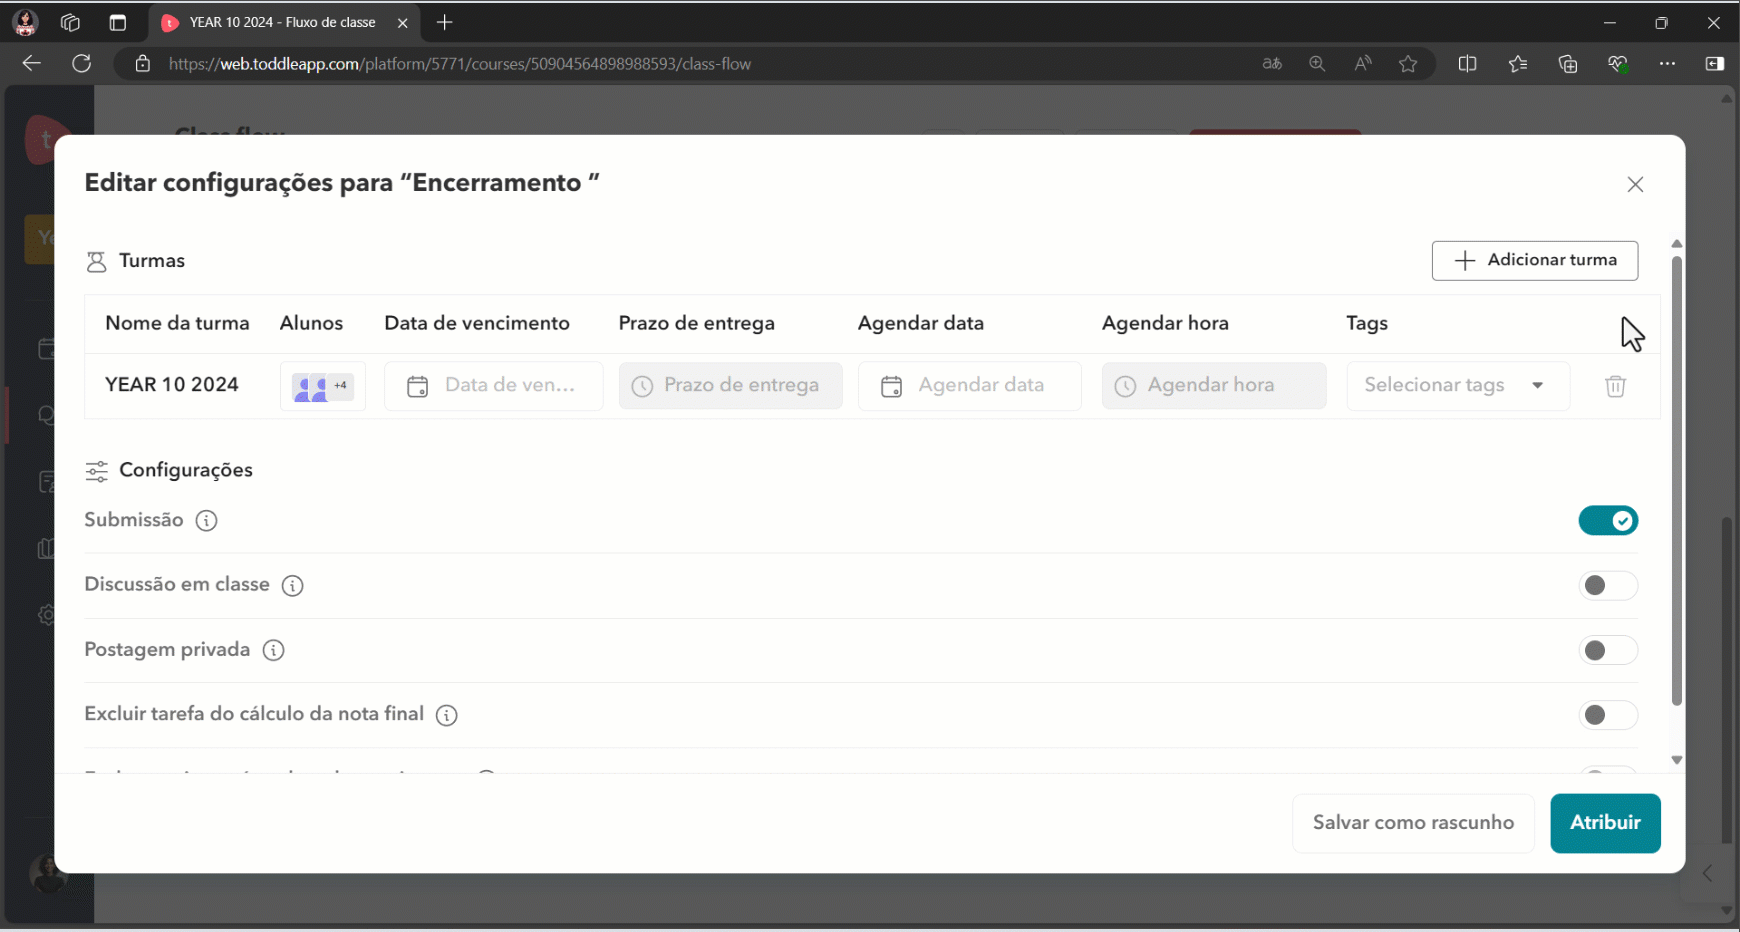 YEAR 10 2024 - Fluxo de classe
https://web.toddleapp.com/platform/5771/courses/50904564898988593/class-flow
Editar configurações para “Encerramento ”
Turmas
Adicionar turma
Nome da turma Alunos Data de vencimento Prazo de entrega Agendar data Agendar hora Tags
YEAR 10 2024 +4 Data de ven... Prazo de entrega Agendar data Agendar hora Selecionar tags
Configurações
Submissão
Discussão em classe
Postagem privada
Excluir tarefa do cálculo da nota final
Salvar como rascunho
Atribuir